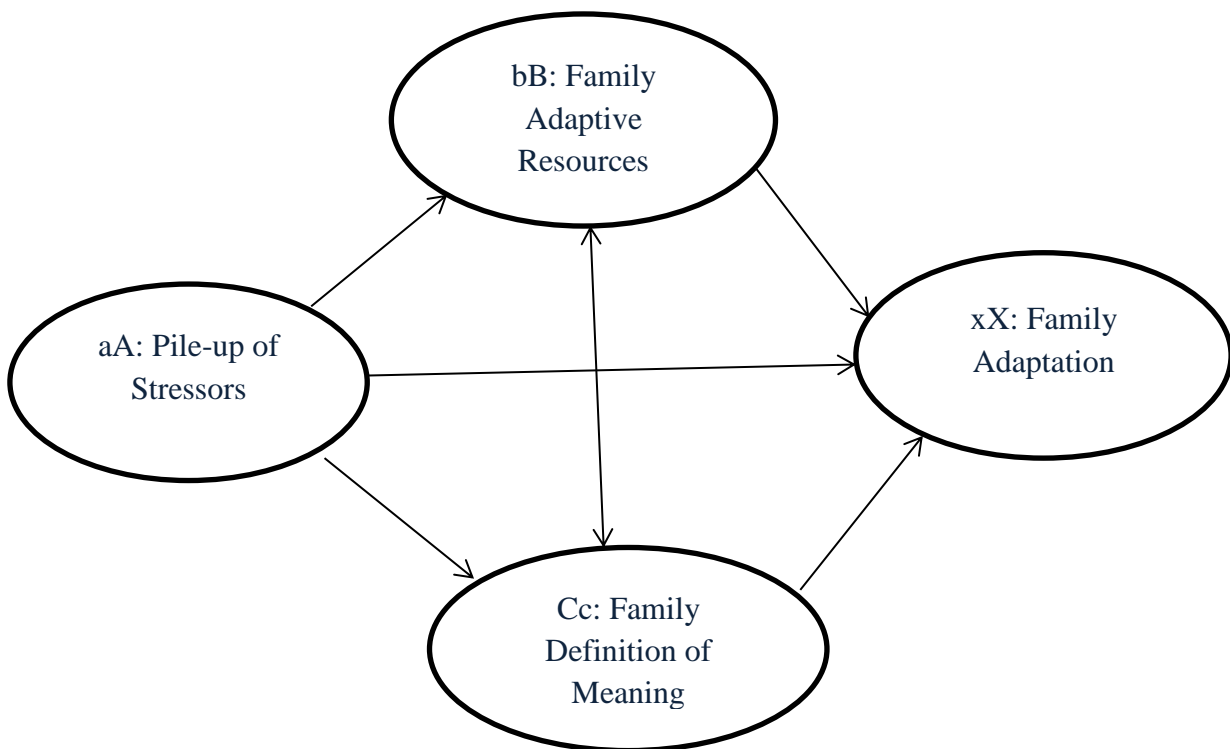 bB: Family
Adaptive
Resources
aA: Pile-up of
Stressors
xX: Family
Adaptation
Cc: Family
Definition of
Meaning